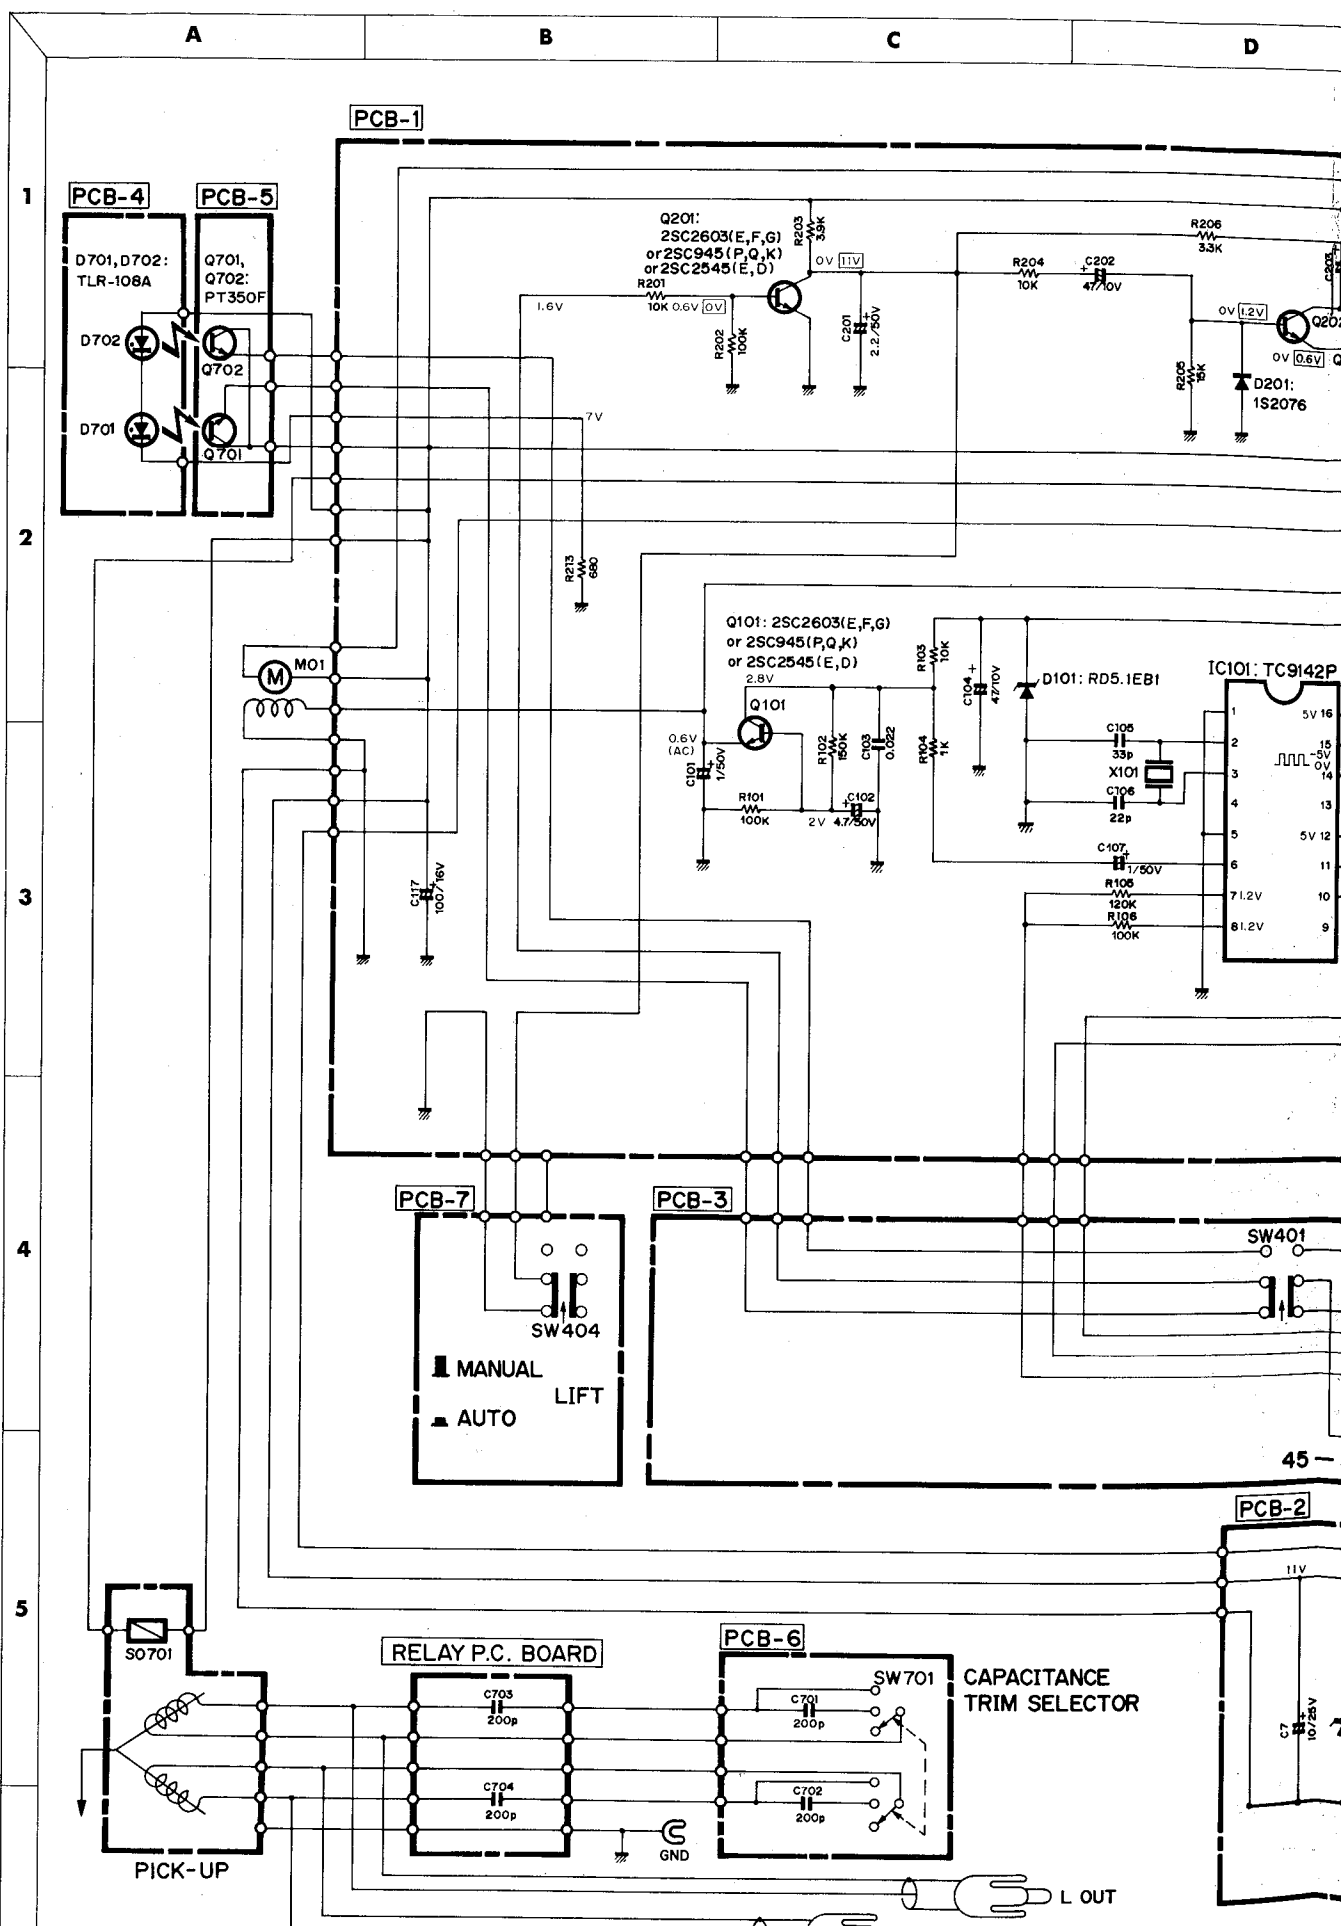 A B C D
1
2
3
4
5
PCB-1
PCB-4
PCB-5
D701, D702:
TLR-108A
Q701,
Q702:
PT350F
D702
Q702
D701
Q701
Q201:
2SC2603(E,F,G)
or 2SC945(P,Q,K)
or 2SC2545(E,D)
1.6V
R201
10K
0.6V
0V
R202
100K
R203
3.9K
0V
11V
C201
2.2/50V
R204
10K
C202
47/10V
R206
3.3K
R205
15K
0V
1.2V
0V
0.6V
D201:
1S2076
7V
R213
680
M
M01
Q101: 2SC2603(E,F,G)
or 2SC945(P,Q,K)
or 2SC2545(E,D)
2.8V
Q101
0.6V
(AC)
C101
1/50V
R101
100K
R102
150K
C103
0.022
2V
C102
4.7/50V
R103
10K
R104
1K
C104
47/10V
D101: RD5.1EB1
C105
33p
X101
C106
22p
C107
1/50V
R105
120K
R106
100K
IC101: TC9142P
1
5V 16
2
15
3
5V
0V
14
4
13
5
5V 12
6
11
7 1.2V
10
8 1.2V
9
C117
100/16V
PCB-7
SW404
MANUAL
LIFT
AUTO
PCB-3
SW401
45
PCB-2
11V
C7
10/25V
SO701
PICK-UP
RELAY P.C. BOARD
C703
200p
C704
200p
GND
PCB-6
SW701
C701
200p
C702
200p
CAPACITANCE
TRIM SELECTOR
L OUT